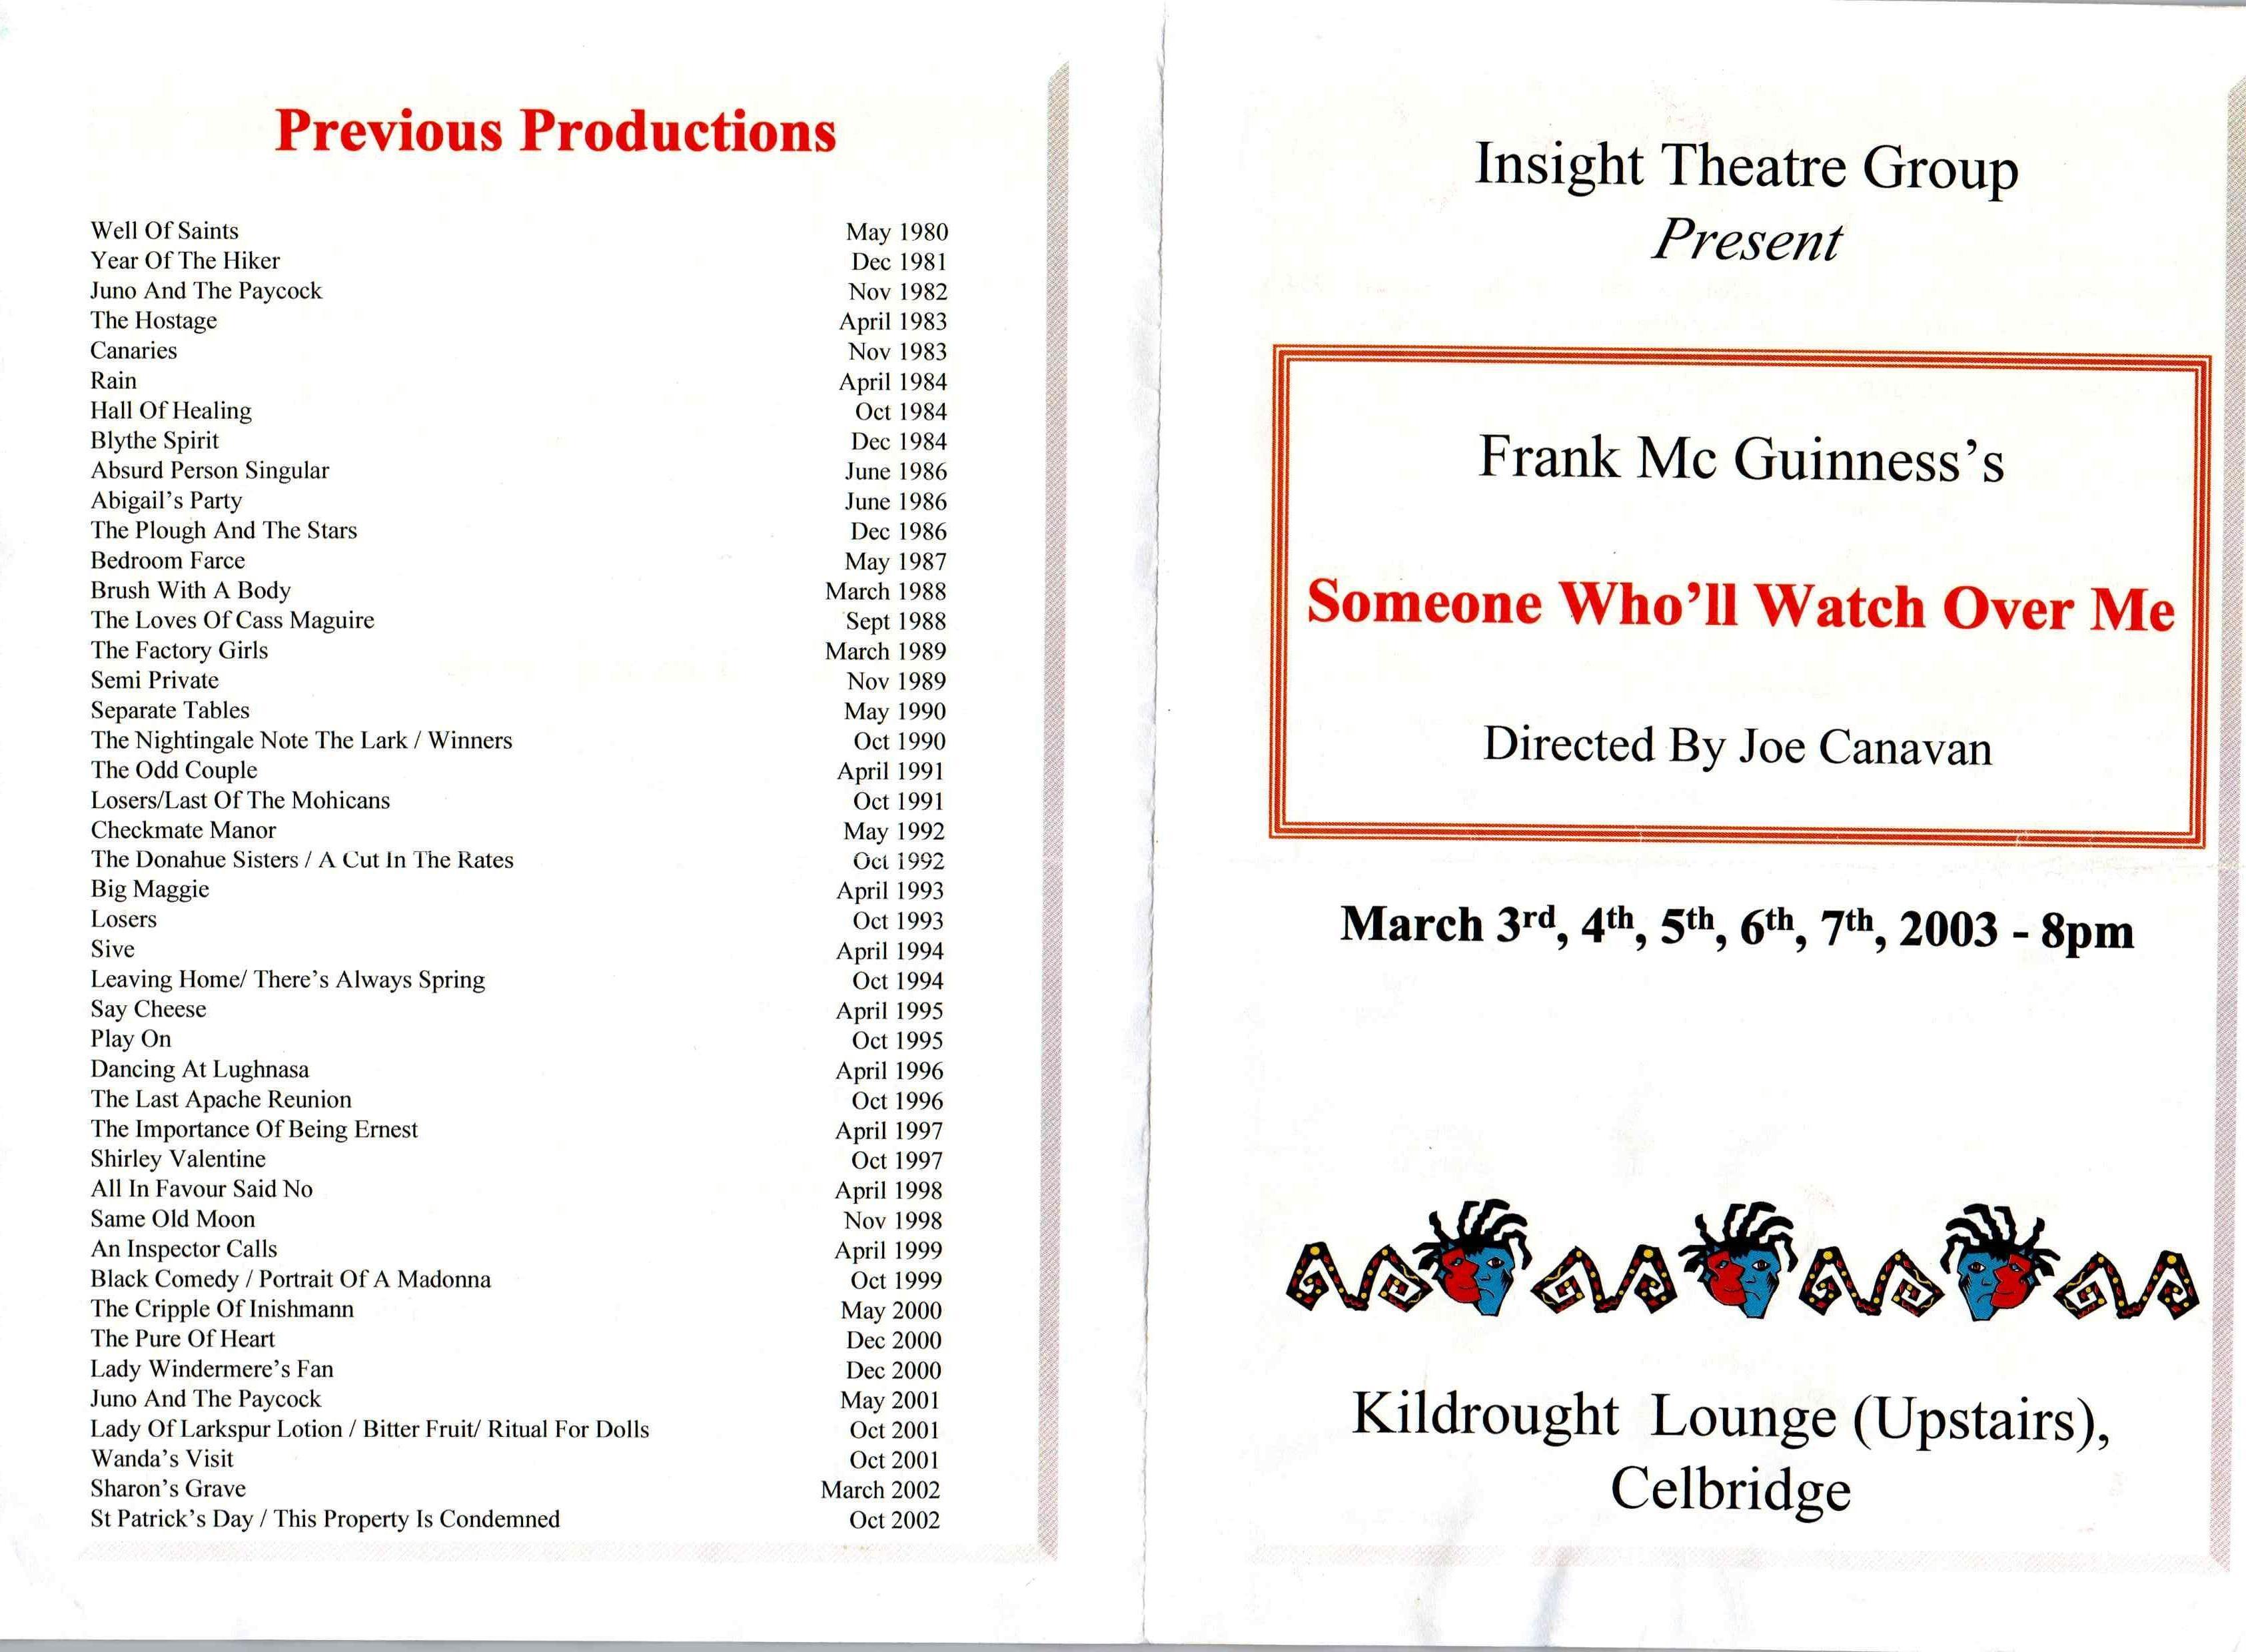 Previous Productions
Well Of Saints May 1980
Year Of The Hiker Dec 1981
Juno And The Paycock Nov 1982
The Hostage April 1983
Canaries Nov 1983
Rain April 1984
Hall Of Healing Oct 1984
Blythe Spirit Dec 1984
Absurd Person Singular June 1986
Abigail's Party June 1986
The Plough And The Stars Dec 1986
Bedroom Farce May 1987
Brush With A Body March 1988
The Loves Of Cass Maguire Sept 1988
The Factory Girls March 1989
Semi Private Nov 1989
Separate Tables May 1990
The Nightingale Note The Lark / Winners Oct 1990
The Odd Couple April 1991
Losers/Last Of The Mohicans Oct 1991
Checkmate Manor May 1992
The Donahue Sisters / A Cut In The Rates Oct 1992
Big Maggie April 1993
Losers Oct 1993
Sive April 1994
Leaving Home/ There's Always Spring Oct 1994
Say Cheese April 1995
Play On Oct 1995
Dancing At Lughnasa April 1996
The Last Apache Reunion Oct 1996
The Importance Of Being Ernest April 1997
Shirley Valentine Oct 1997
All In Favour Said No April 1998
Same Old Moon Nov 1998
An Inspector Calls April 1999
Black Comedy / Portrait Of A Madonna Oct 1999
The Cripple Of Inishmann May 2000
The Pure Of Heart Dec 2000
Lady Windermere's Fan Dec 2000
Juno And The Paycock May 2001
Lady Of Larkspur Lotion / Bitter Fruit/ Ritual For Dolls Oct 2001
Wanda's Visit Oct 2001
Sharon's Grave March 2002
St Patrick's Day / This Property Is Condemned Oct 2002
Insight Theatre Group
Present
Frank Mc Guinness's
Someone Who'll Watch Over Me
Directed By Joe Canavan
March 3rd, 4th, 5th, 6th, 7th, 2003 - 8pm
Kildrought Lounge (Upstairs),
Celbridge